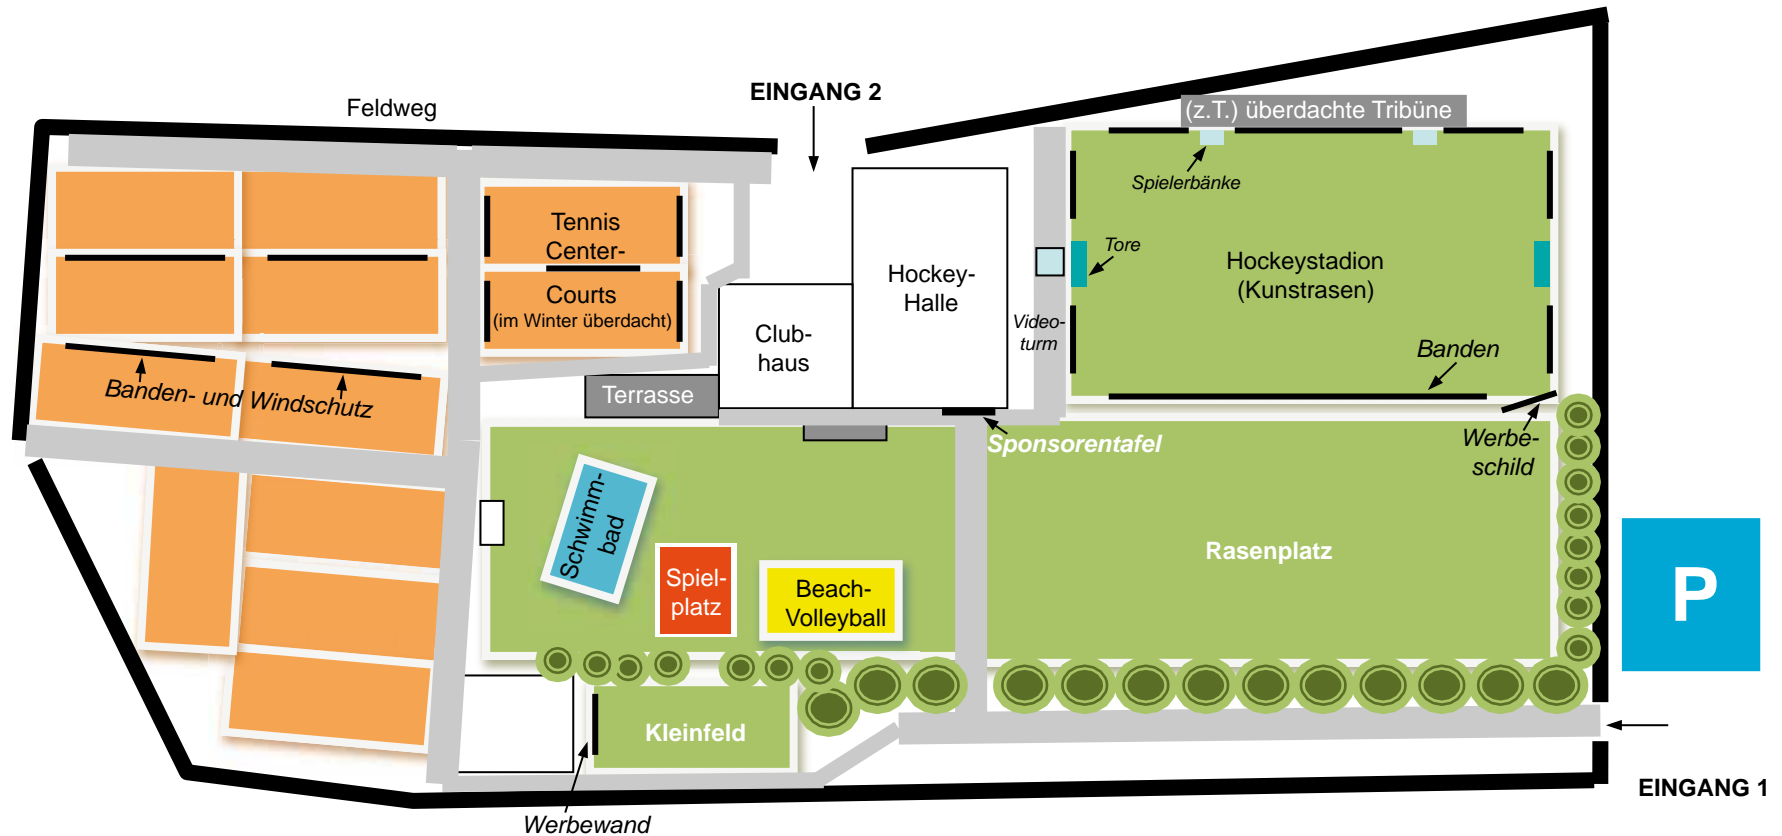 Feldweg
EINGANG 2
(z.T.) überdachte Tribüne
Spielerbänke
Tennis
Center-
Courts
(im Winter überdacht)
Hockey-
Halle
Tore
Hockeystadion
(Kunstrasen)
Video-
turm
Club-
haus
Banden
Banden- und Windschutz
Terrasse
Sponsorentafel
Werbe-
schild
Schwimm-
bad
Spiel-
platz
Beach-
Volleyball
Rasenplatz
P
Kleinfeld
EINGANG 1
Werbewand